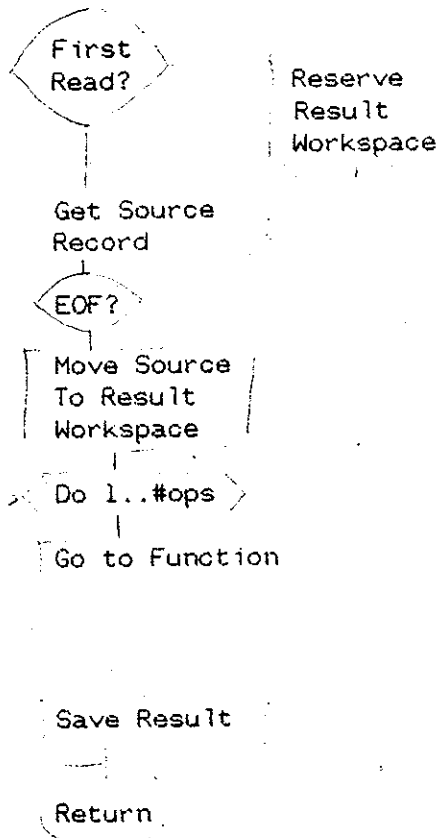 First
Read?
Reserve
Result
Workspace
Get Source
Record
EOF?
Move Source
To Result
Workspace
Do 1..#ops
Go to Function
Save Result
Return